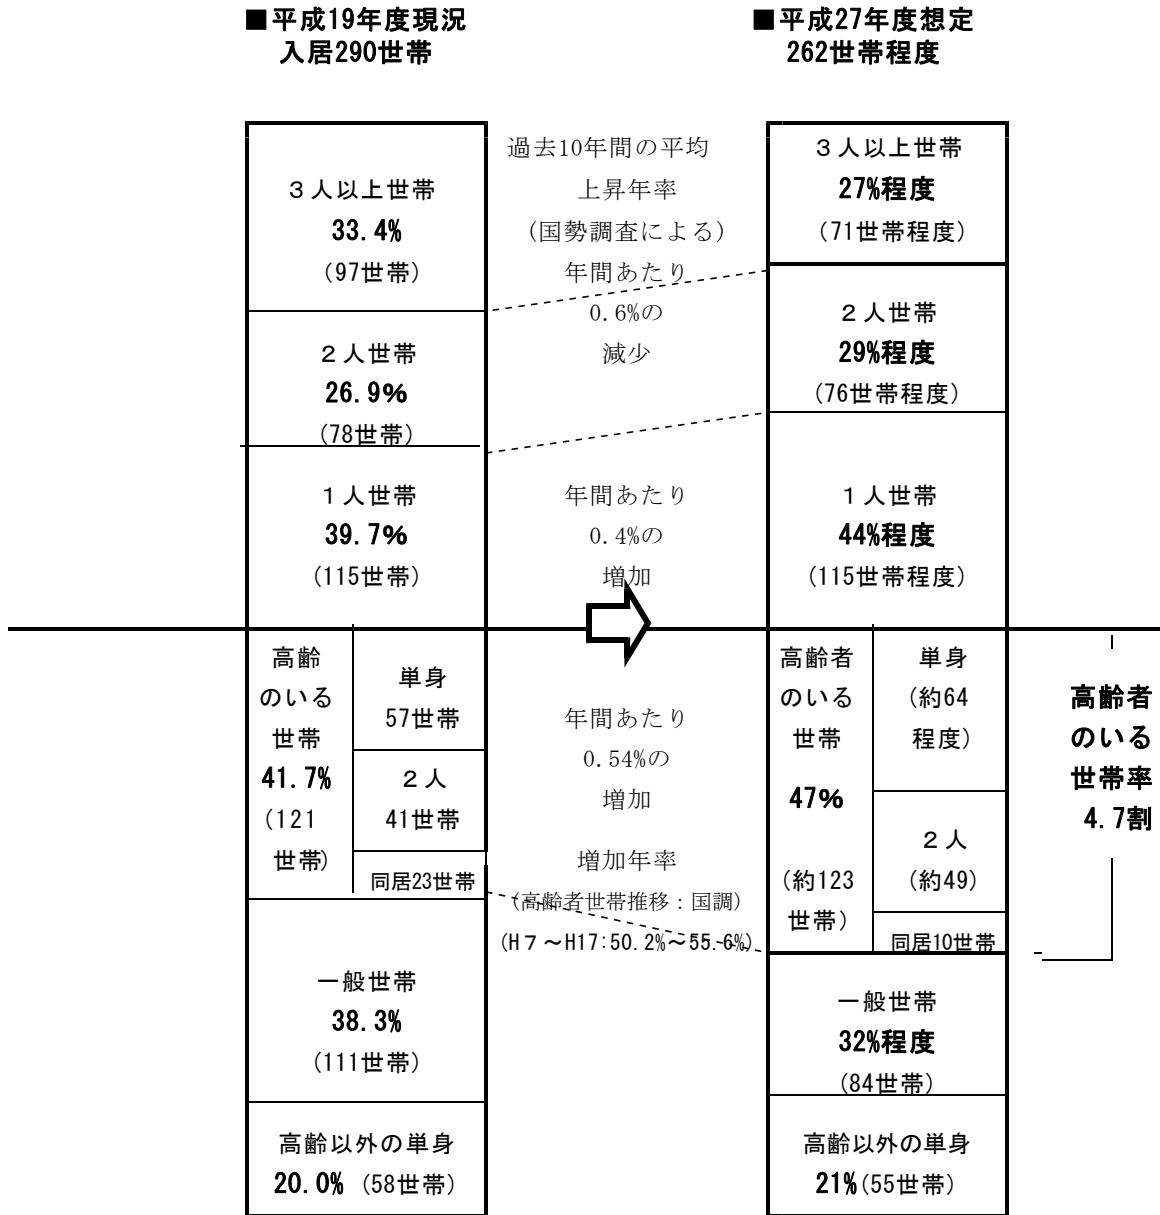 ■平成19年度現況
入居290世帯
■平成27年度想定
262世帯程度
３人以上世帯
33.4%
(97世帯)
２人世帯
26.9%
(78世帯)
１人世帯
39.7%
(115世帯)
過去10年間の平均
上昇年率
(国勢調査による)
年間あたり
0.6%の
減少
年間あたり
0.4%の
増加
３人以上世帯
27%程度
(71世帯程度)
２人世帯
29%程度
(76世帯程度)
１人世帯
44%程度
(115世帯程度)
高齢
のいる
世帯
41.7%
(121
世帯)
単身
57世帯
２人
41世帯
同居23世帯
一般世帯
38.3%
(111世帯)
高齢以外の単身
20.0% (58世帯)
年間あたり
0.54%の
増加
増加年率
(高齢者世帯推移：国調)
(H７～H17:50.2%～55.6%)
高齢者
のいる
世帯
47%
(約123
世帯)
単身
(約64
程度)
２人
(約49)
同居10世帯
一般世帯
32%程度
(84世帯)
高齢以外の単身
21%(55世帯)
高齢者
のいる
世帯率
4.7割